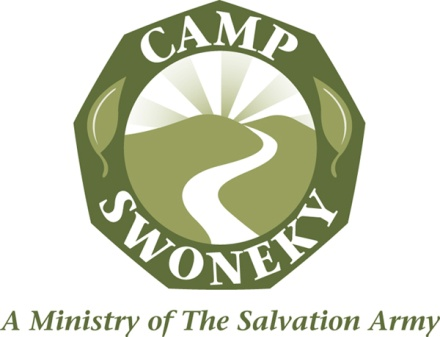 CAMP
SWONEKY
A Ministry of The Salvation Army